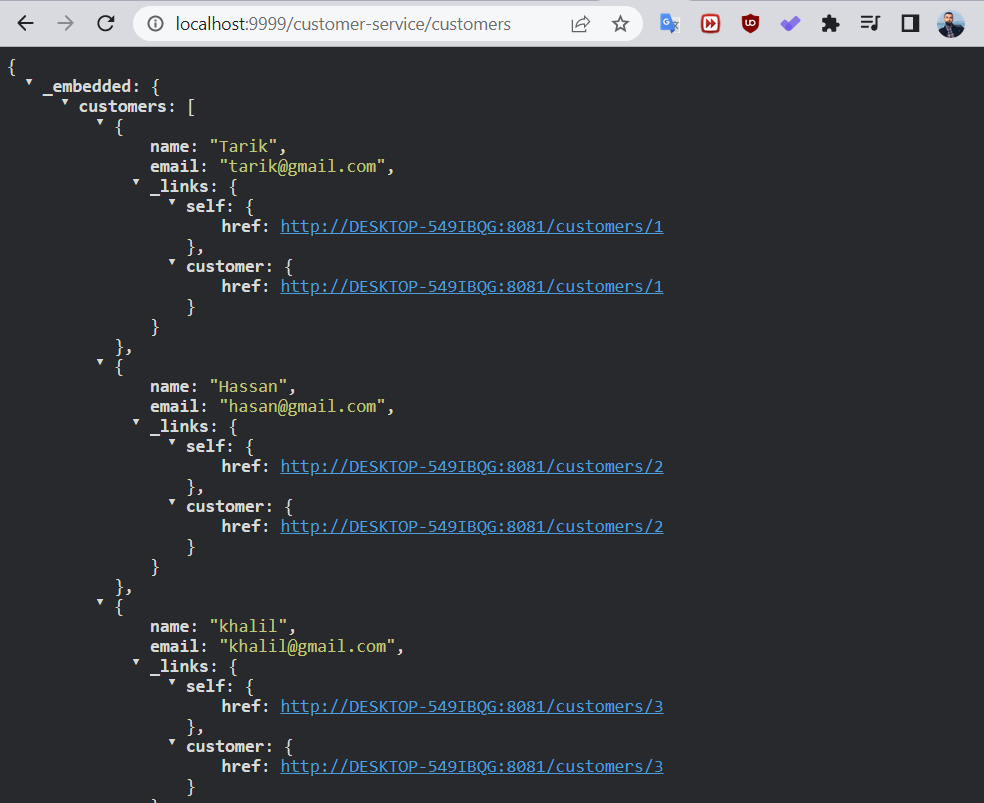 localhost:9999/customer-service/customers
{
_embedded: {
customers: [
{
name: "Tarik",
email: "tarik@gmail.com",
_links: {
self: {
href: http://DESKTOP-549IBQG:8081/customers/1
},
customer: {
href: http://DESKTOP-549IBQG:8081/customers/1
}
}
},
{
name: "Hassan",
email: "hasan@gmail.com",
_links: {
self: {
href: http://DESKTOP-549IBQG:8081/customers/2
},
customer: {
href: http://DESKTOP-549IBQG:8081/customers/2
}
}
},
{
name: "khalil",
email: "khalil@gmail.com",
_links: {
self: {
href: http://DESKTOP-549IBQG:8081/customers/3
},
customer: {
href: http://DESKTOP-549IBQG:8081/customers/3
}